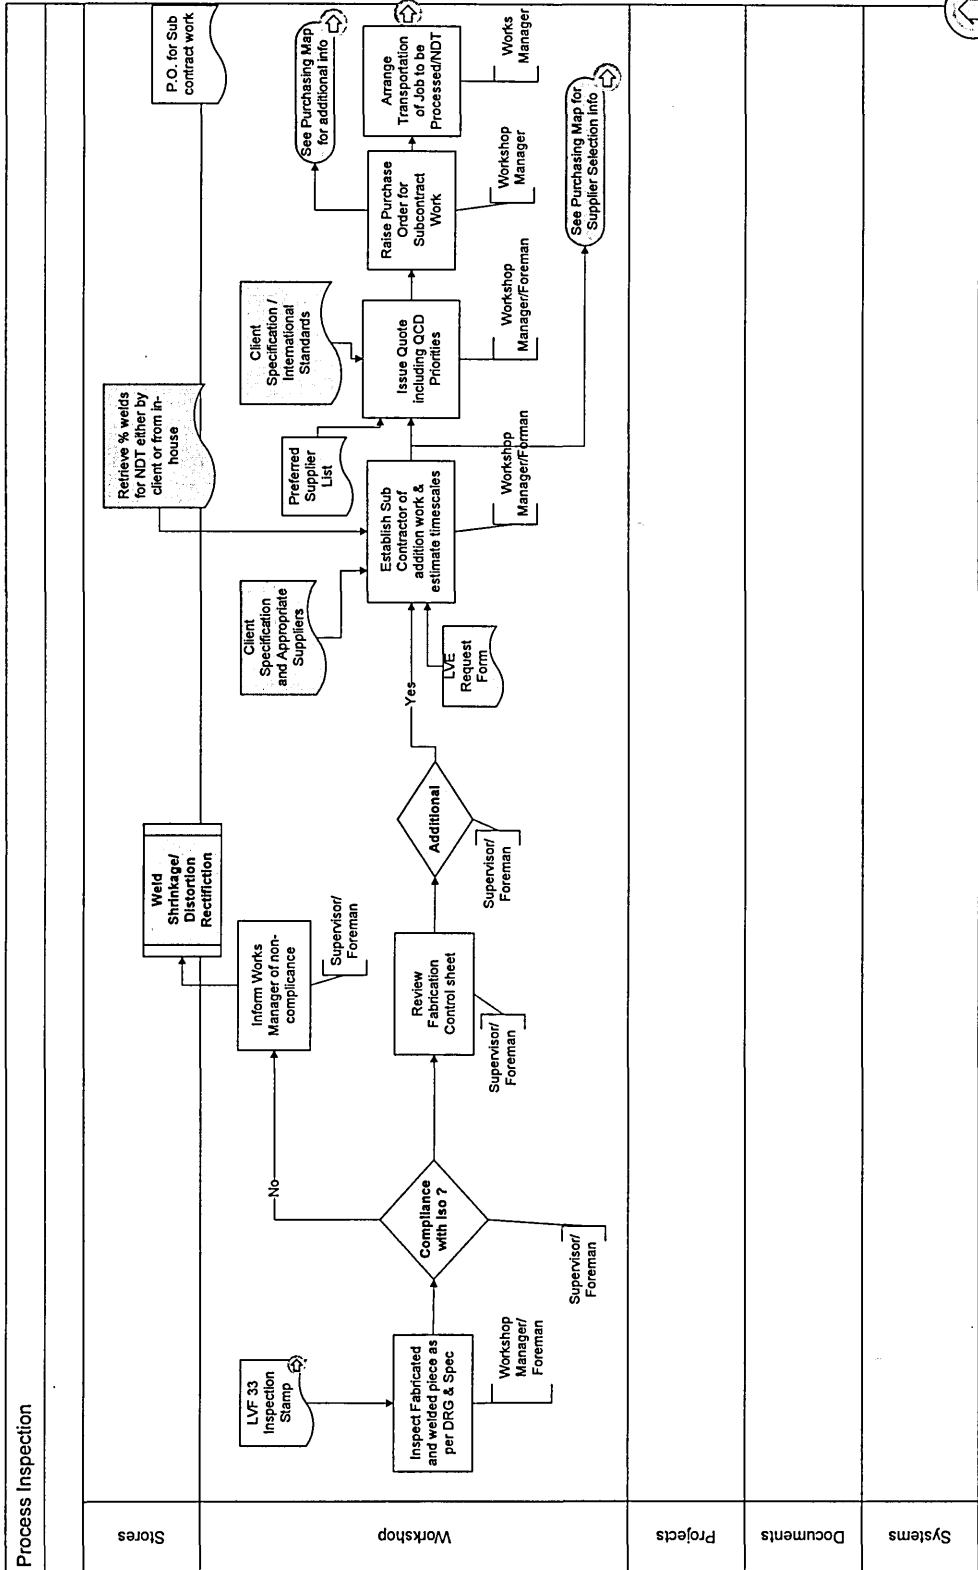 Process Inspection
Stores
Workshop
Projects
Documents
Systems
LVF 33
Inspection
Stamp
Inspect Fabricated
and welded piece as
per DRG & Spec
Workshop
Manager/
Foreman
Compliance
with Iso ?
Supervisor/
Foreman
No
Inform Works
Manager of non-
complicance
Supervisor/
Foreman
Weld
Shrinkage/
Distortion
Rectifiction
Review
Fabrication
Control sheet
Supervisor/
Foreman
Additional
Supervisor/
Foreman
Yes
LVE
Request
Form
Client
Specification
and Appropriate
Suppliers
Retrieve % welds
for NDT either by
client or from in-
house
Establish Sub
Contractor of
addition work &
estimate timescales
Workshop
Manager/Forman
Preferred
Supplier
List
Client
Specification /
International
Standards
Issue Quote
including QCD
Priorities
Workshop
Manager/Foreman
See Purchasing Map for
Supplier Selection info
Raise Purchase
Order for
Subcontract
Work
Workshop
Manager
See Purchasing Map
for additional info
Arrange
Transportation
of Job to be
Processed/NDT
Works
Manager
P.O. for Sub
contract work